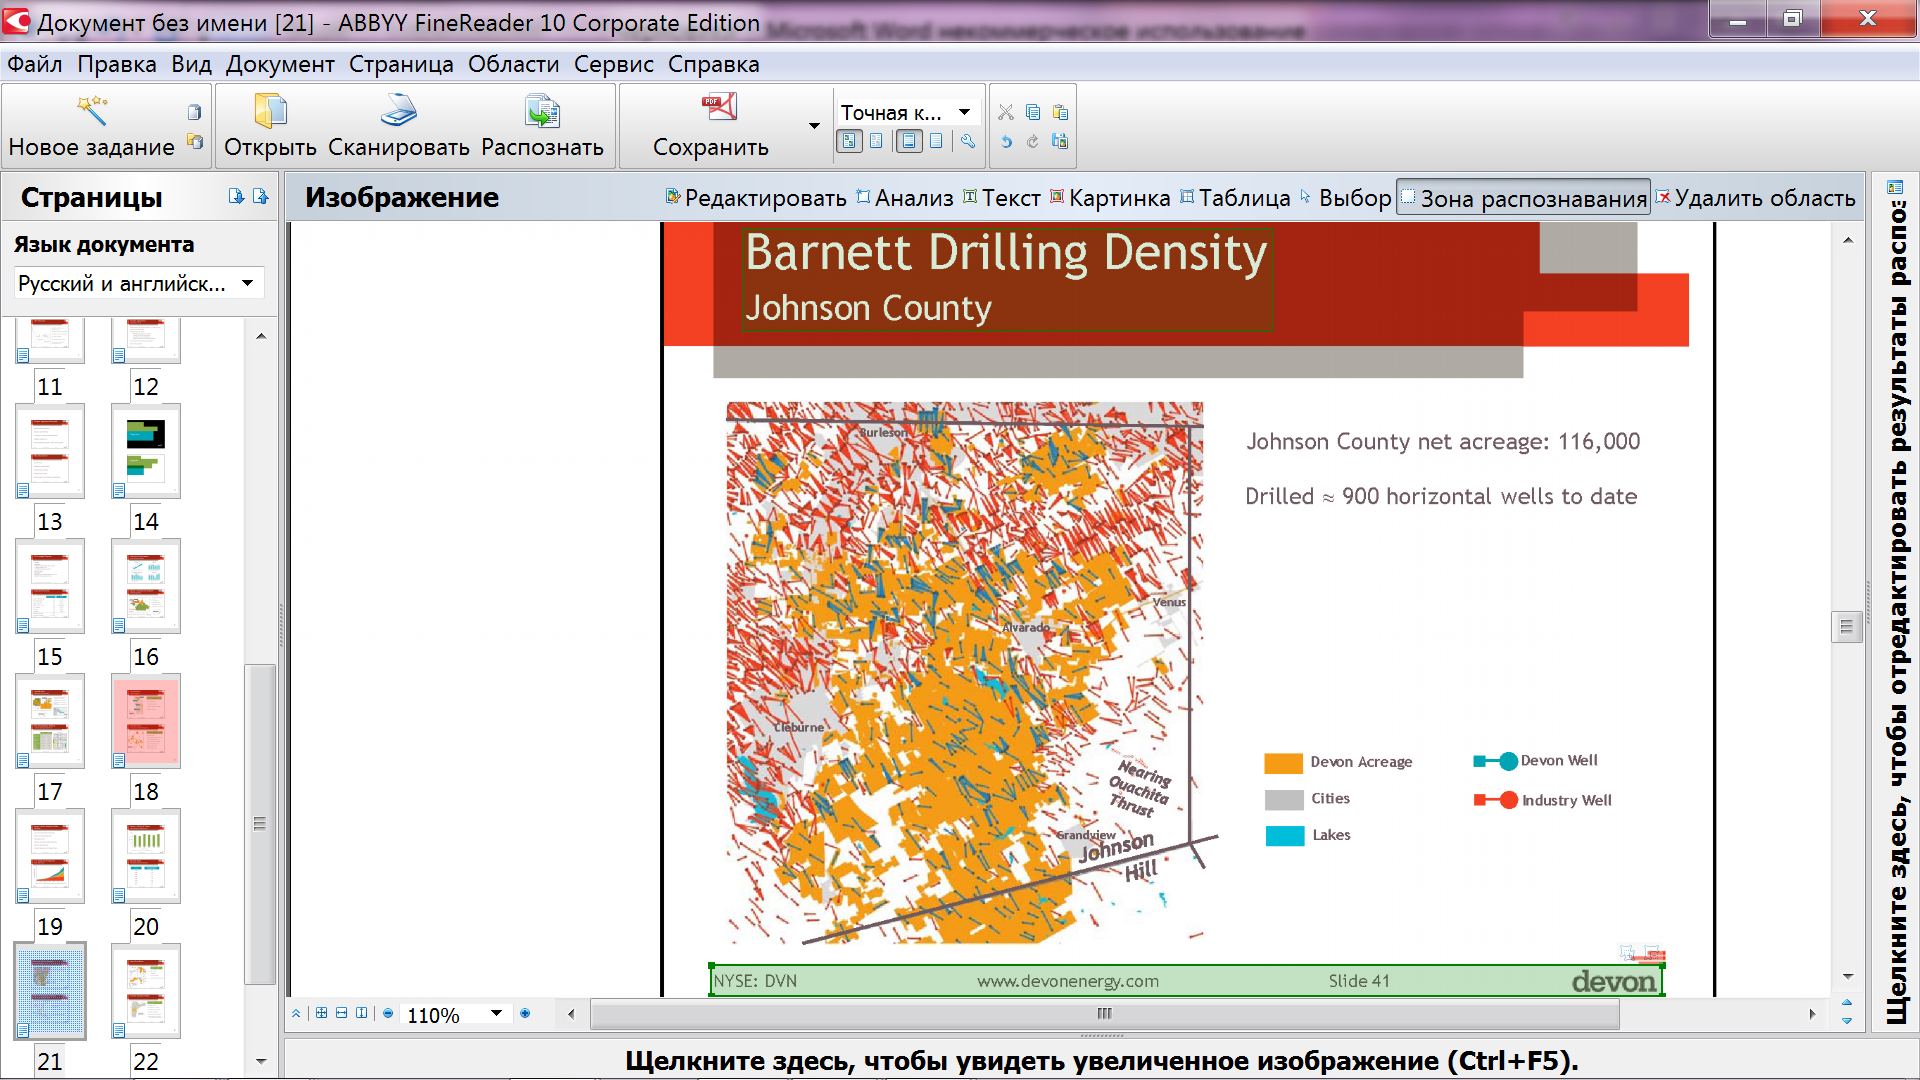 Документ без имени [21] - ABBYY FineReader 10 Corporate Edition
Microsoft Word некоммерческое использование
Файл Правка Вид Документ Страница Области Сервис Справка
Новое задание
Открыть Сканировать Распознать
PDF
Сохранить
Точная к...
Страницы
Язык документа
Русский и английск...
11 12
13 14
15 16
17 18
19 20
21 22
Изображение
Редактировать Анализ Текст Картинка Таблица Выбор Зона распознавания Удалить область
Barnett Drilling Density
Johnson County
Burleson
Venus
Alvarado
Cleburne
Nearing
Ouachita
Thrust
Grandview
Johnson
Hill
Johnson County net acreage: 116,000
Drilled ≈ 900 horizontal wells to date
Devon Acreage
Devon Well
Cities
Industry Well
Lakes
NYSE: DVN www.devonenergy.com Slide 41 devon
110%
Щелкните здесь, чтобы увидеть увеличенное изображение (Ctrl+F5).
Щелкните здесь, чтобы отредактировать результаты распо